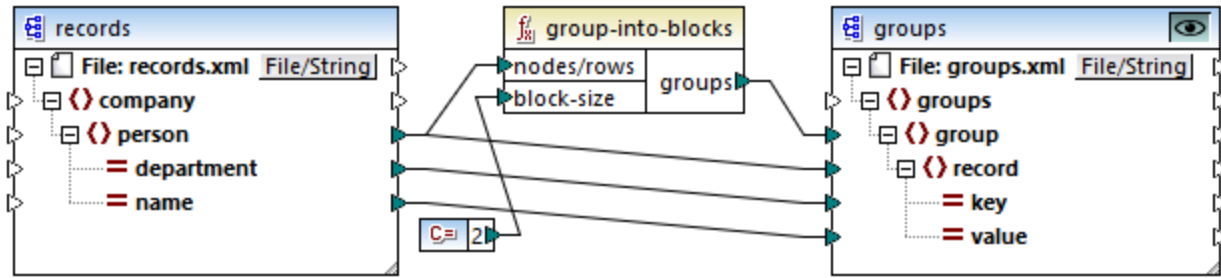 records
File: records.xml File/String
company
person
department
name
group-into-blocks
nodes/rows
block-size
groups
C= 2
groups
File: groups.xml File/String
groups
group
record
key
value